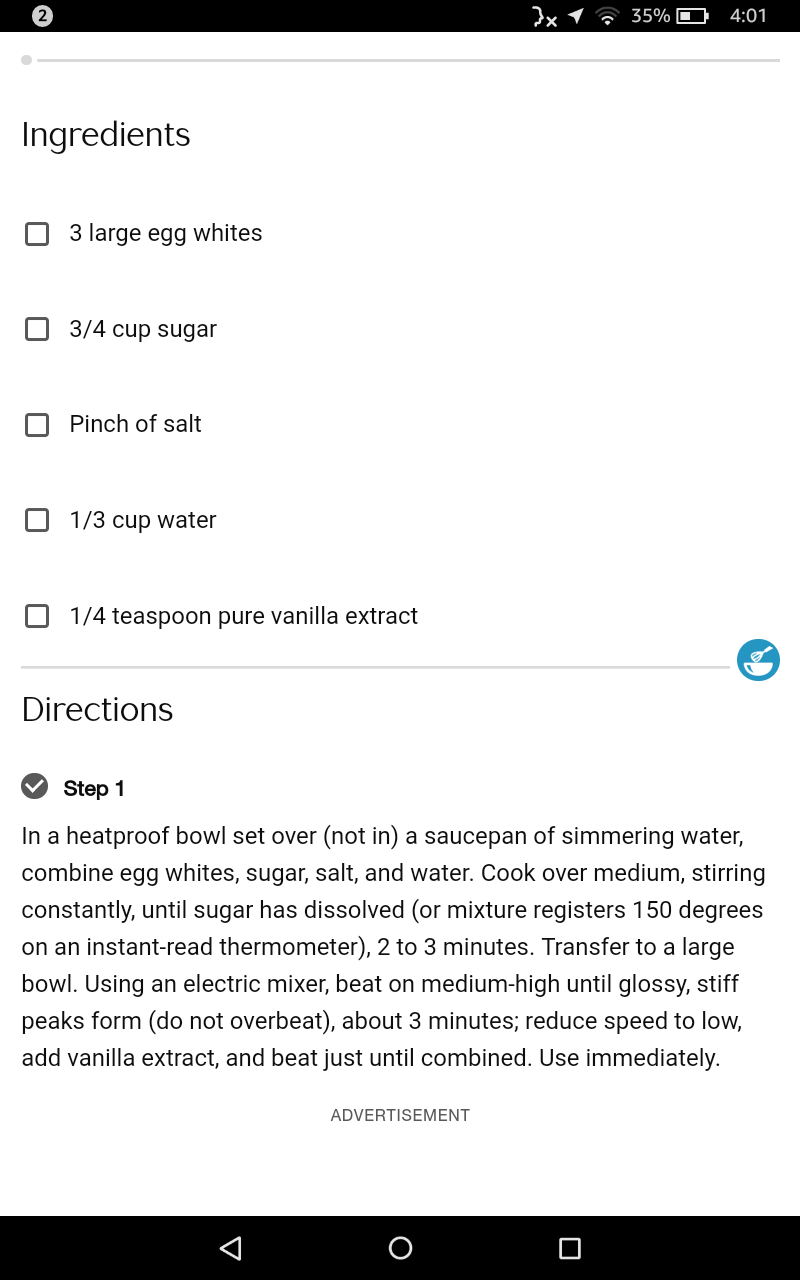 2 35% 4:01
Ingredients
3 large egg whites
3/4 cup sugar
Pinch of salt
1/3 cup water
1/4 teaspoon pure vanilla extract
Directions
Step 1
In a heatproof bowl set over (not in) a saucepan of simmering water,
combine egg whites, sugar, salt, and water. Cook over medium, stirring
constantly, until sugar has dissolved (or mixture registers 150 degrees
on an instant-read thermometer), 2 to 3 minutes. Transfer to a large
bowl. Using an electric mixer, beat on medium-high until glossy, stiff
peaks form (do not overbeat), about 3 minutes; reduce speed to low,
add vanilla extract, and beat just until combined. Use immediately.
ADVERTISEMENT